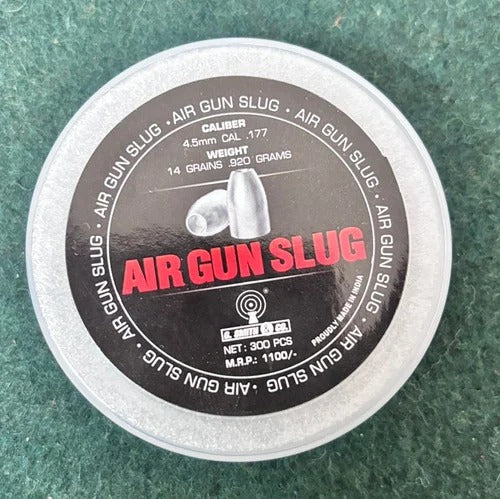 AIR GUN SLUG · AIR GUN SLUG · AIR GUN SLUG · AIR GUN SLUG · AIR GUN SLUG · AIR GUN SLUG ·
CALIBER
4.5mm CAL .177
WEIGHT
14 GRAINS .920 GRAMS
AIR GUN SLUG
®
G. SMITH & CO.
NET: 300 PCS
M.R.P.: 1100/-
PROUDLY MADE IN INDIA